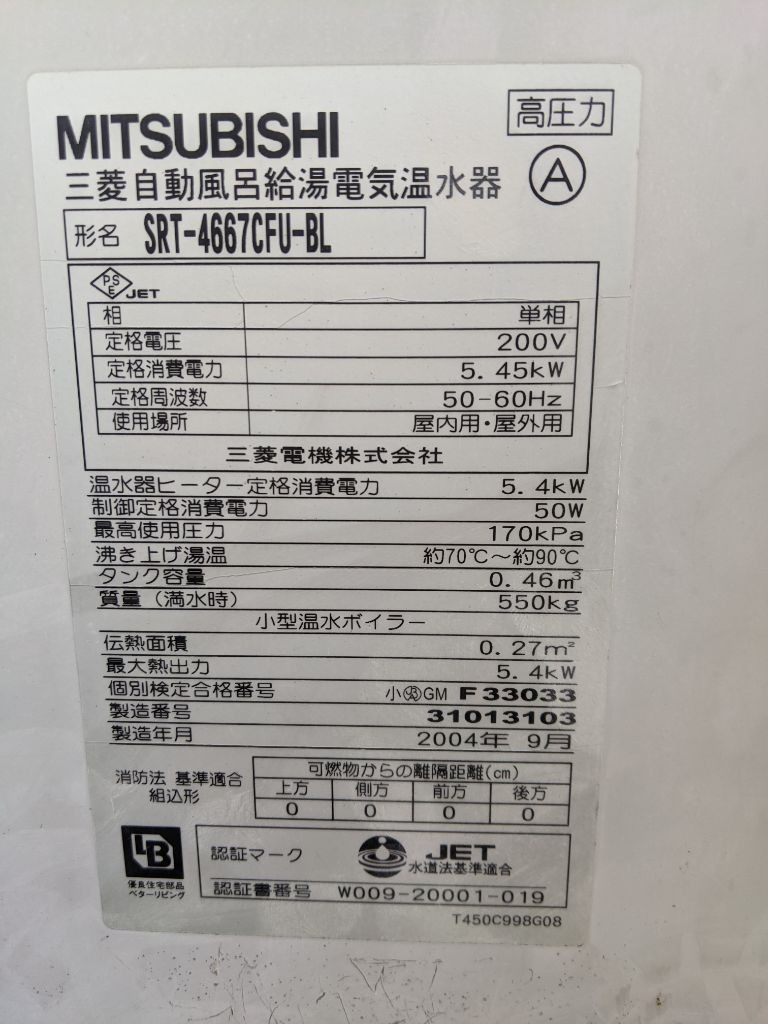 高圧力
MITSUBISHI
三菱自動風呂給湯電気温水器 Ⓐ
形名 SRT-4667CFU-BL
PSE JET
相 単相
定格電圧 200V
定格消費電力 5.45kW
定格周波数 50-60Hz
使用場所 屋内用・屋外用
三菱電機株式会社
温水器ヒーター定格消費電力 5.4kW
制御定格消費電力 50W
最高使用圧力 170kPa
沸き上げ湯温 約70℃～約90℃
タンク容量 0.46m³
質量（満水時） 550kg
小型温水ボイラー
伝熱面積 0.27m²
最大熱出力 5.4kW
個別検定合格番号 小 GM F33033
製造番号 31013103
製造年月 2004年 9月
消防法 基準適合
組込形
可燃物からの離隔距離(cm)
上方 側方 前方 後方
0 0 0 0
LB
優良住宅部品
ベターリビング
認証マーク JET
水道法基準適合
認証書番号 W009-20001-019
T450C998G08